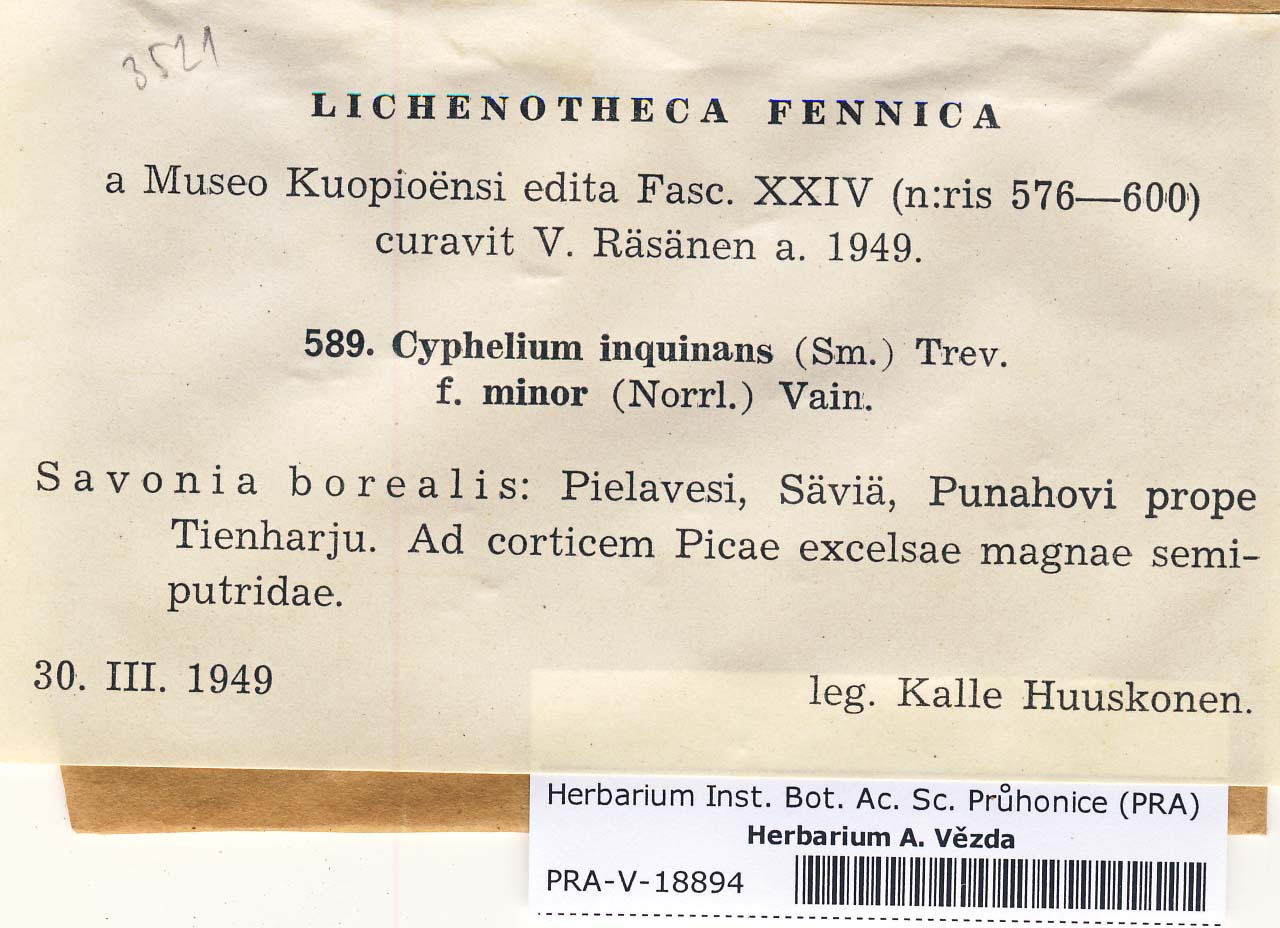 3521
LICHENOTHECA FENNICA
a Museo Kuopioënsi edita Fasc. XXIV (n:ris 576—600)
curavit V. Räsänen a. 1949.
589. Cyphelium inquinans (Sm.) Trev.
f. minor (Norrl.) Vain.
Savonia borealis: Pielavesi, Säviä, Punahovi prope
Tienharju. Ad corticem Picae excelsae magnae semi-
putridae.
30. III. 1949
leg. Kalle Huuskonen.
Herbarium Inst. Bot. Ac. Sc. Průhonice (PRA)
Herbarium A. Vězda
PRA-V-18894